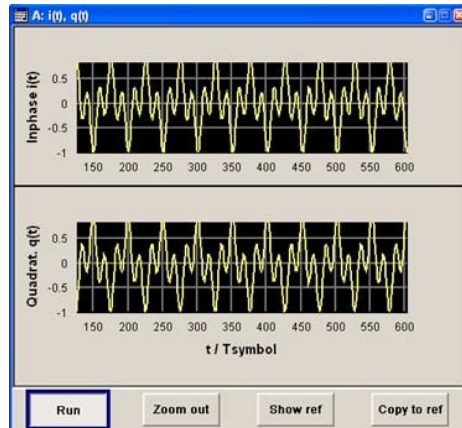 A: i(t), q(t)
Inphase i(t)
0.5
0
-0.5
-1
150 200 250 300 350 400 450 500 550 600
Quadrat. q(t)
0.5
0
-0.5
-1
150 200 250 300 350 400 450 500 550 600
t / Tsymbol
Run Zoom out Show ref Copy to ref